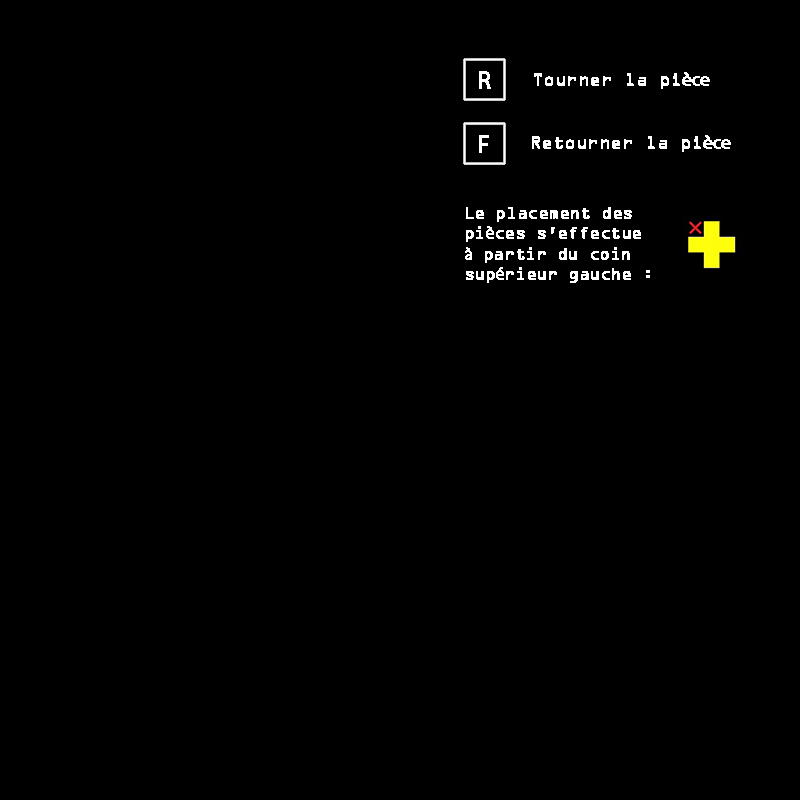 R Tourner la pièce
F Retourner la pièce
Le placement des
pièces s'effectue
à partir du coin
supérieur gauche :